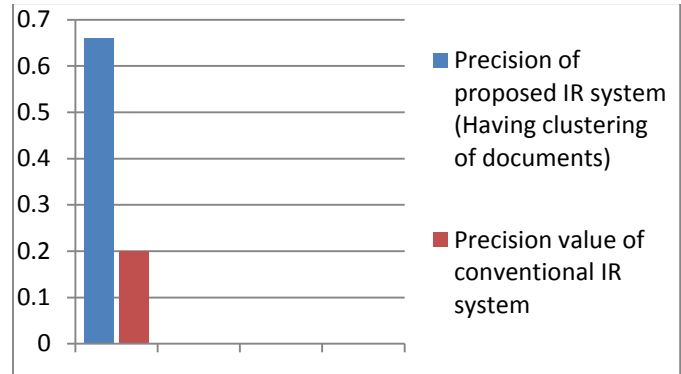 0.7
0.6
0.5
0.4
0.3
0.2
0.1
0
Precision of
proposed IR system
(Having clustering
of documents)
Precision value of
conventional IR
system